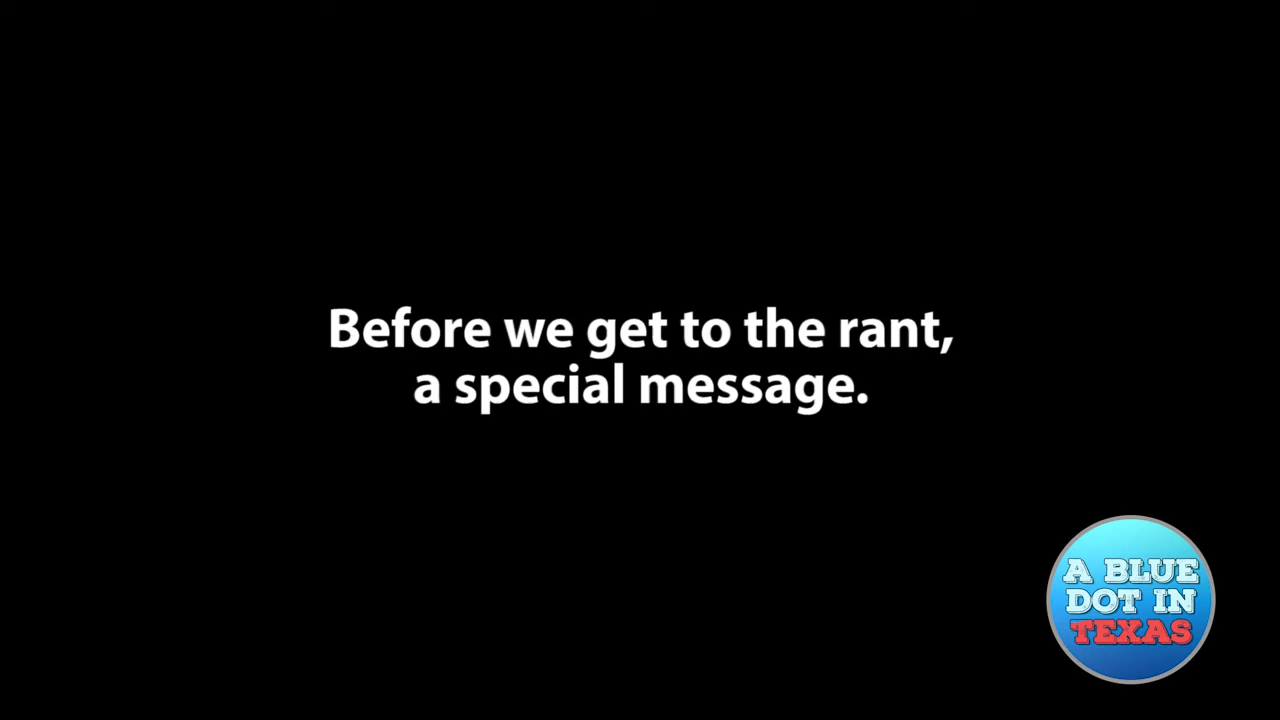 Before we get to the rant,
a special message.
A BLUE
DOT IN
TEXAS